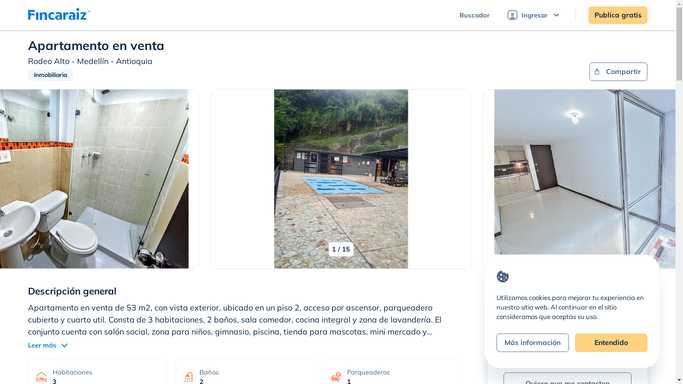 Fincaraiz
Buscador
Ingresar
Publica gratis
Apartamento en venta
Rodeo Alto - Medellín - Antioquia
Inmobiliaria
Compartir
1 / 15
Descripción general
Apartamento en venta de 53 m2, con vista exterior, ubicado en un piso 2, acceso por ascensor, parqueadero
cubierto y cuarto util. Consta de 3 habitaciones, 2 baños, sala comedor, cocina integral y zona de lavandería. El
conjunto cuenta con salón social, zona para niños, gimnasio, piscina, tienda para mascotas, mini mercado y...
Leer más
Utilizamos cookies para mejorar tu experiencia en
nuestro sitio web. Al continuar en el sitio
consideramos que aceptas su uso.
Más información
Entendido
Habitaciones
3
Baños
2
Parqueaderos
1
Quiero que me contacten